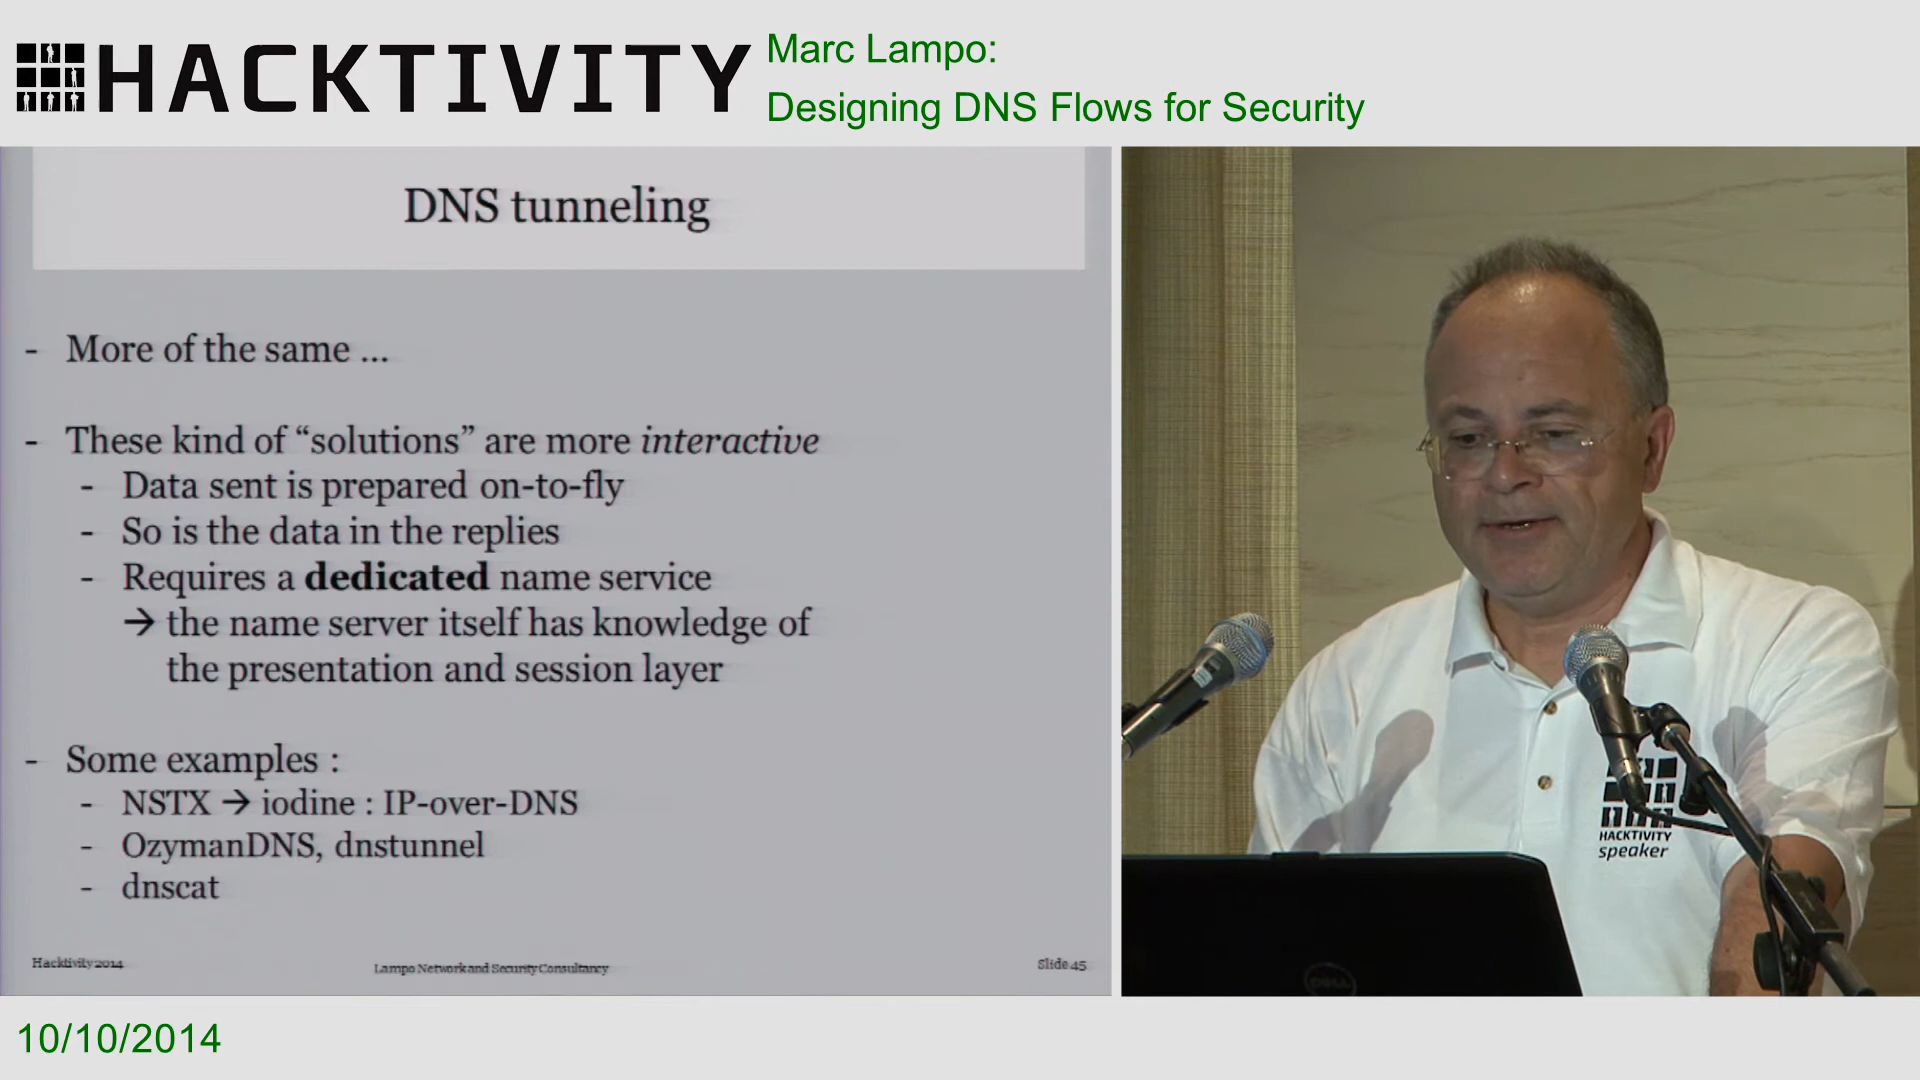 HACKTIVITY
Marc Lampo:
Designing DNS Flows for Security
DNS tunneling
- More of the same ...
- These kind of “solutions” are more interactive
- Data sent is prepared on-to-fly
- So is the data in the replies
- Requires a dedicated name service
→ the name server itself has knowledge of
the presentation and session layer
- Some examples :
- NSTX → iodine : IP-over-DNS
- OzymanDNS, dnstunnel
- dnscat
Hacktivity 2014
Lampo Network and Security Consultancy
Slide 45
HACKTIVITY
speaker
DELL
10/10/2014